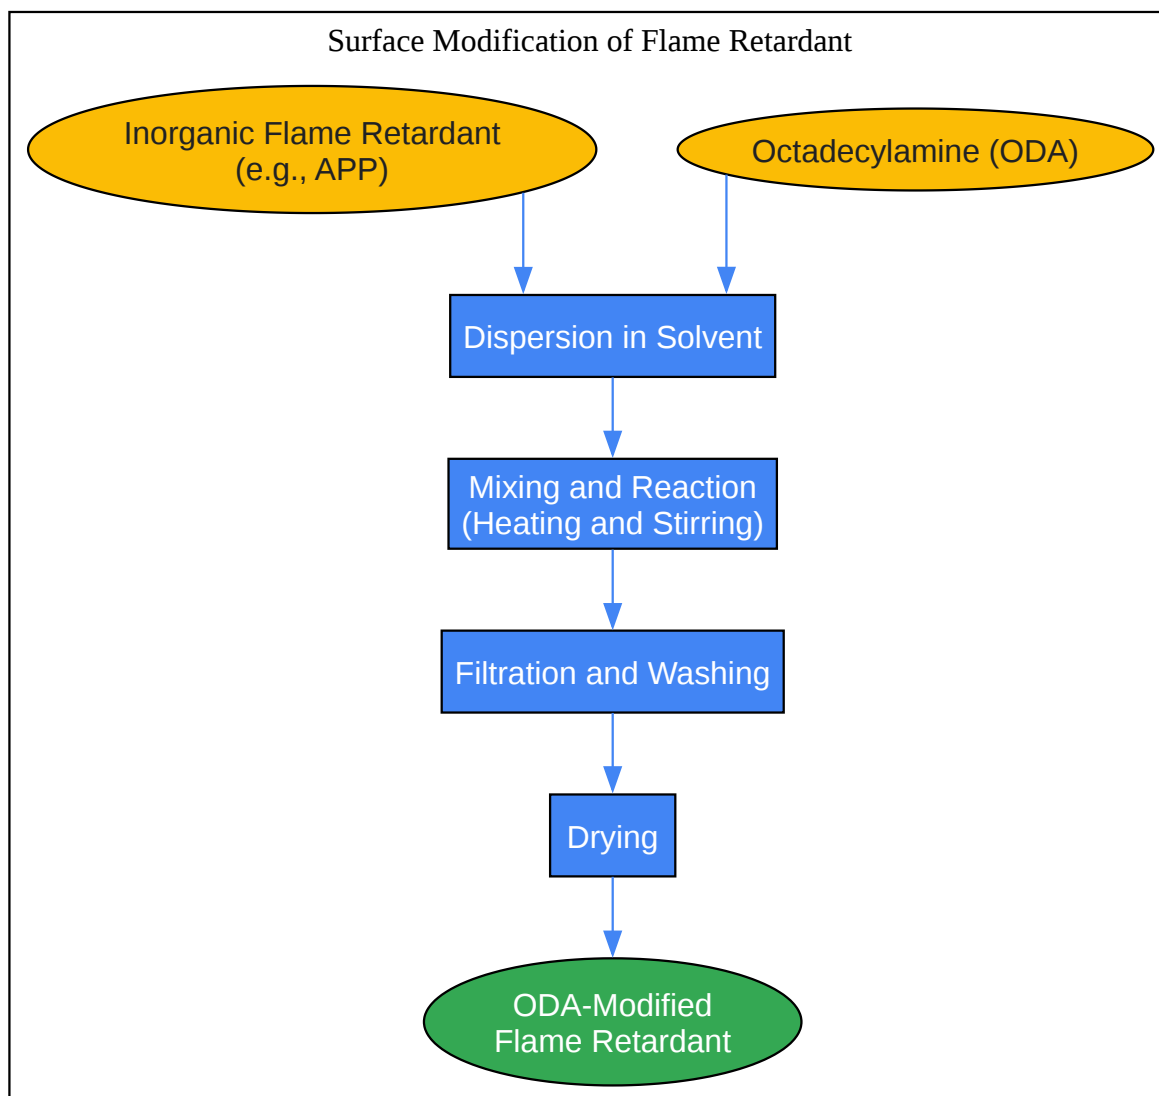 Surface Modification of Flame Retardant
Inorganic Flame Retardant
(e.g., APP)
Octadecylamine (ODA)
Dispersion in Solvent
Mixing and Reaction
(Heating and Stirring)
Filtration and Washing
Drying
ODA-Modified
Flame Retardant